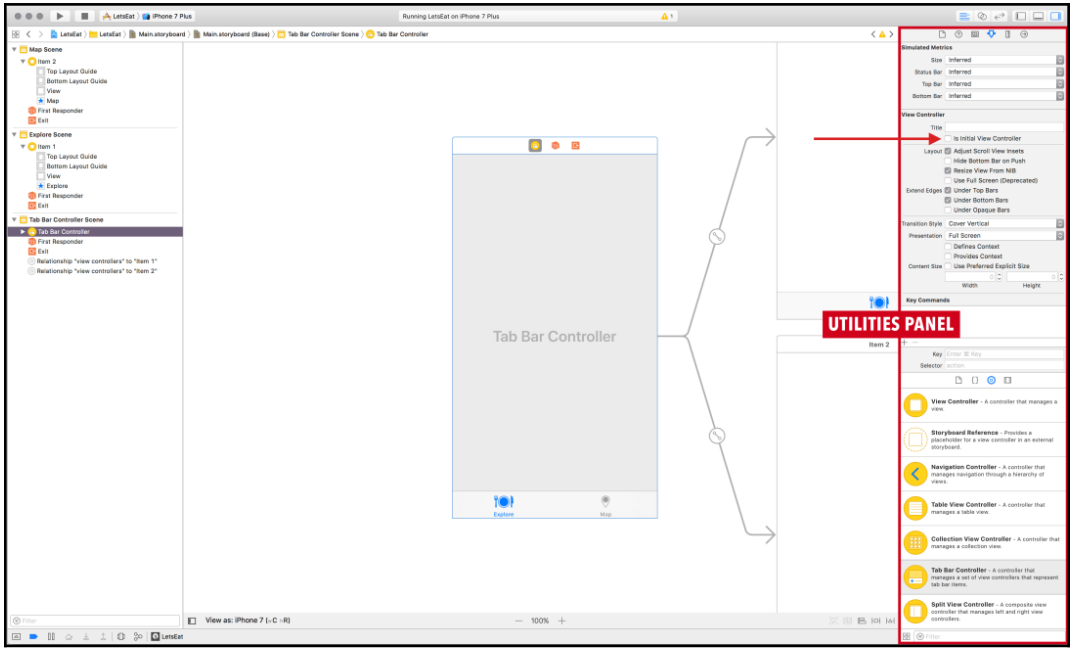 LetsEat 〉 iPhone 7 Plus
Running LetsEat on iPhone 7 Plus
1
LetsEat 〉 LetsEat 〉 Main.storyboard 〉 Main.storyboard (Base) 〉 Tab Bar Controller Scene 〉 Tab Bar Controller
Map Scene
Item 2
Top Layout Guide
Bottom Layout Guide
View
Map
First Responder
Exit
Explore Scene
Item 1
Top Layout Guide
Bottom Layout Guide
View
Explore
First Responder
Exit
Tab Bar Controller Scene
Tab Bar Controller
First Responder
Exit
Relationship "view controllers" to "Item 1"
Relationship "view controllers" to "Item 2"
Filter
LetsEat
Tab Bar Controller
Explore
Map
Item 2
View as: iPhone 7 (wC hR)
— 100% +
UTILITIES PANEL
Simulated Metrics
Size Inferred
Status Bar Inferred
Top Bar Inferred
Bottom Bar Inferred
View Controller
Title
Is Initial View Controller
Layout Adjust Scroll View Insets
Hide Bottom Bar on Push
Resize View From NIB
Use Full Screen (Deprecated)
Extend Edges Under Top Bars
Under Bottom Bars
Under Opaque Bars
Transition Style Cover Vertical
Presentation Full Screen
Defines Context
Provides Context
Content Size Use Preferred Explicit Size
0 0
Width Height
Key Commands
+ −
Key Enter ⌘ Key
Selector action
View Controller - A controller that manages a
view.
Storyboard Reference - Provides a
placeholder for a view controller in an external
storyboard.
Navigation Controller - A controller that
manages navigation through a hierarchy of
views.
Table View Controller - A controller that
manages a table view.
Collection View Controller - A controller that
manages a collection view.
Tab Bar Controller - A controller that
manages a set of view controllers that represent
tab bar items.
Split View Controller - A composite view
controller that manages left and right view
controllers.
Filter